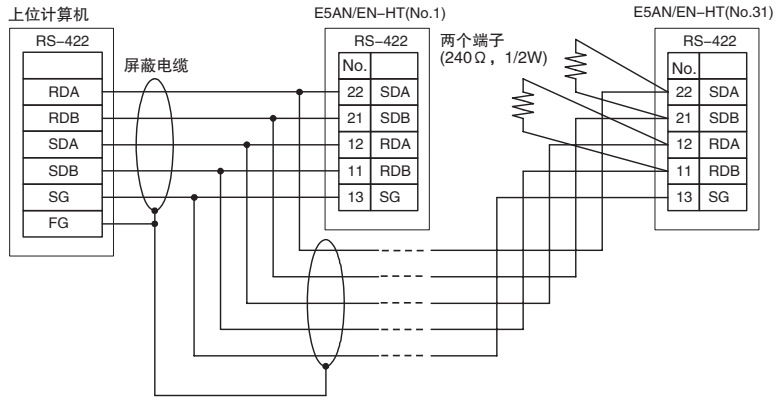 上位计算机
RS-422
RDA
RDB
SDA
SDB
SG
FG
屏蔽电缆
E5AN/EN-HT(No.1)
RS-422
No.
22 SDA
21 SDB
12 RDA
11 RDB
13 SG
两个端子
(240Ω，1/2W)
E5AN/EN-HT(No.31)
RS-422
No.
22 SDA
21 SDB
12 RDA
11 RDB
13 SG